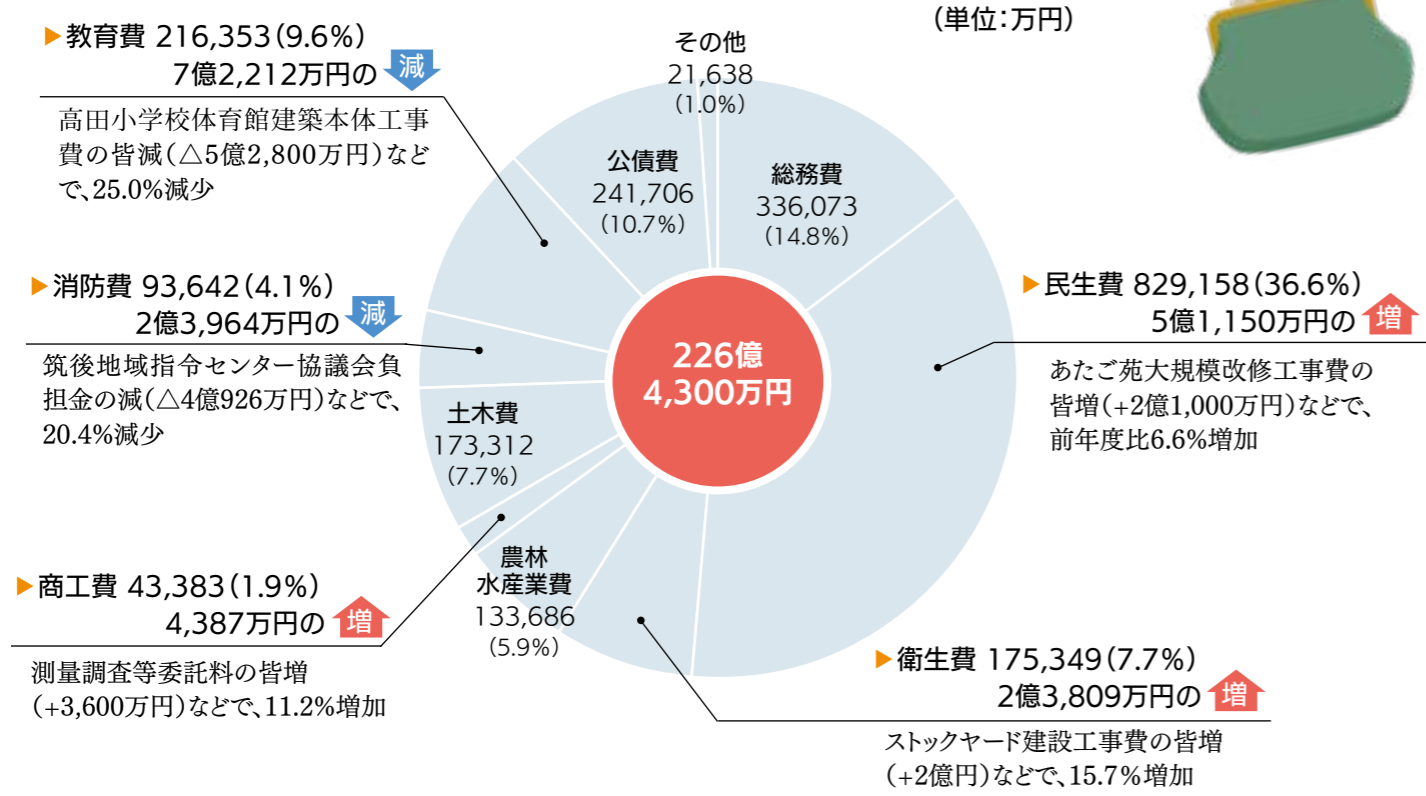 (単位:万円)
▶教育費 216,353(9.6%)
7億2,212万円の 減
高田小学校体育館建築本体工事
費の皆減(△5億2,800万円)など
で、25.0%減少
▶消防費 93,642(4.1%)
2億3,964万円の 減
筑後地域指令センター協議会負
担金の減(△4億926万円)などで、
20.4%減少
▶商工費 43,383(1.9%)
4,387万円の 増
測量調査等委託料の皆増
(+3,600万円)などで、11.2%増加
その他
21,638
(1.0%)
公債費
241,706
(10.7%)
総務費
336,073
(14.8%)
226億
4,300万円
土木費
173,312
(7.7%)
農林
水産業費
133,686
(5.9%)
▶民生費 829,158(36.6%)
5億1,150万円の 増
あたご苑大規模改修工事費の
皆増(+2億1,000万円)などで、
前年度比6.6%増加
▶衛生費 175,349(7.7%)
2億3,809万円の 増
ストックヤード建設工事費の皆増
(+2億円)などで、15.7%増加